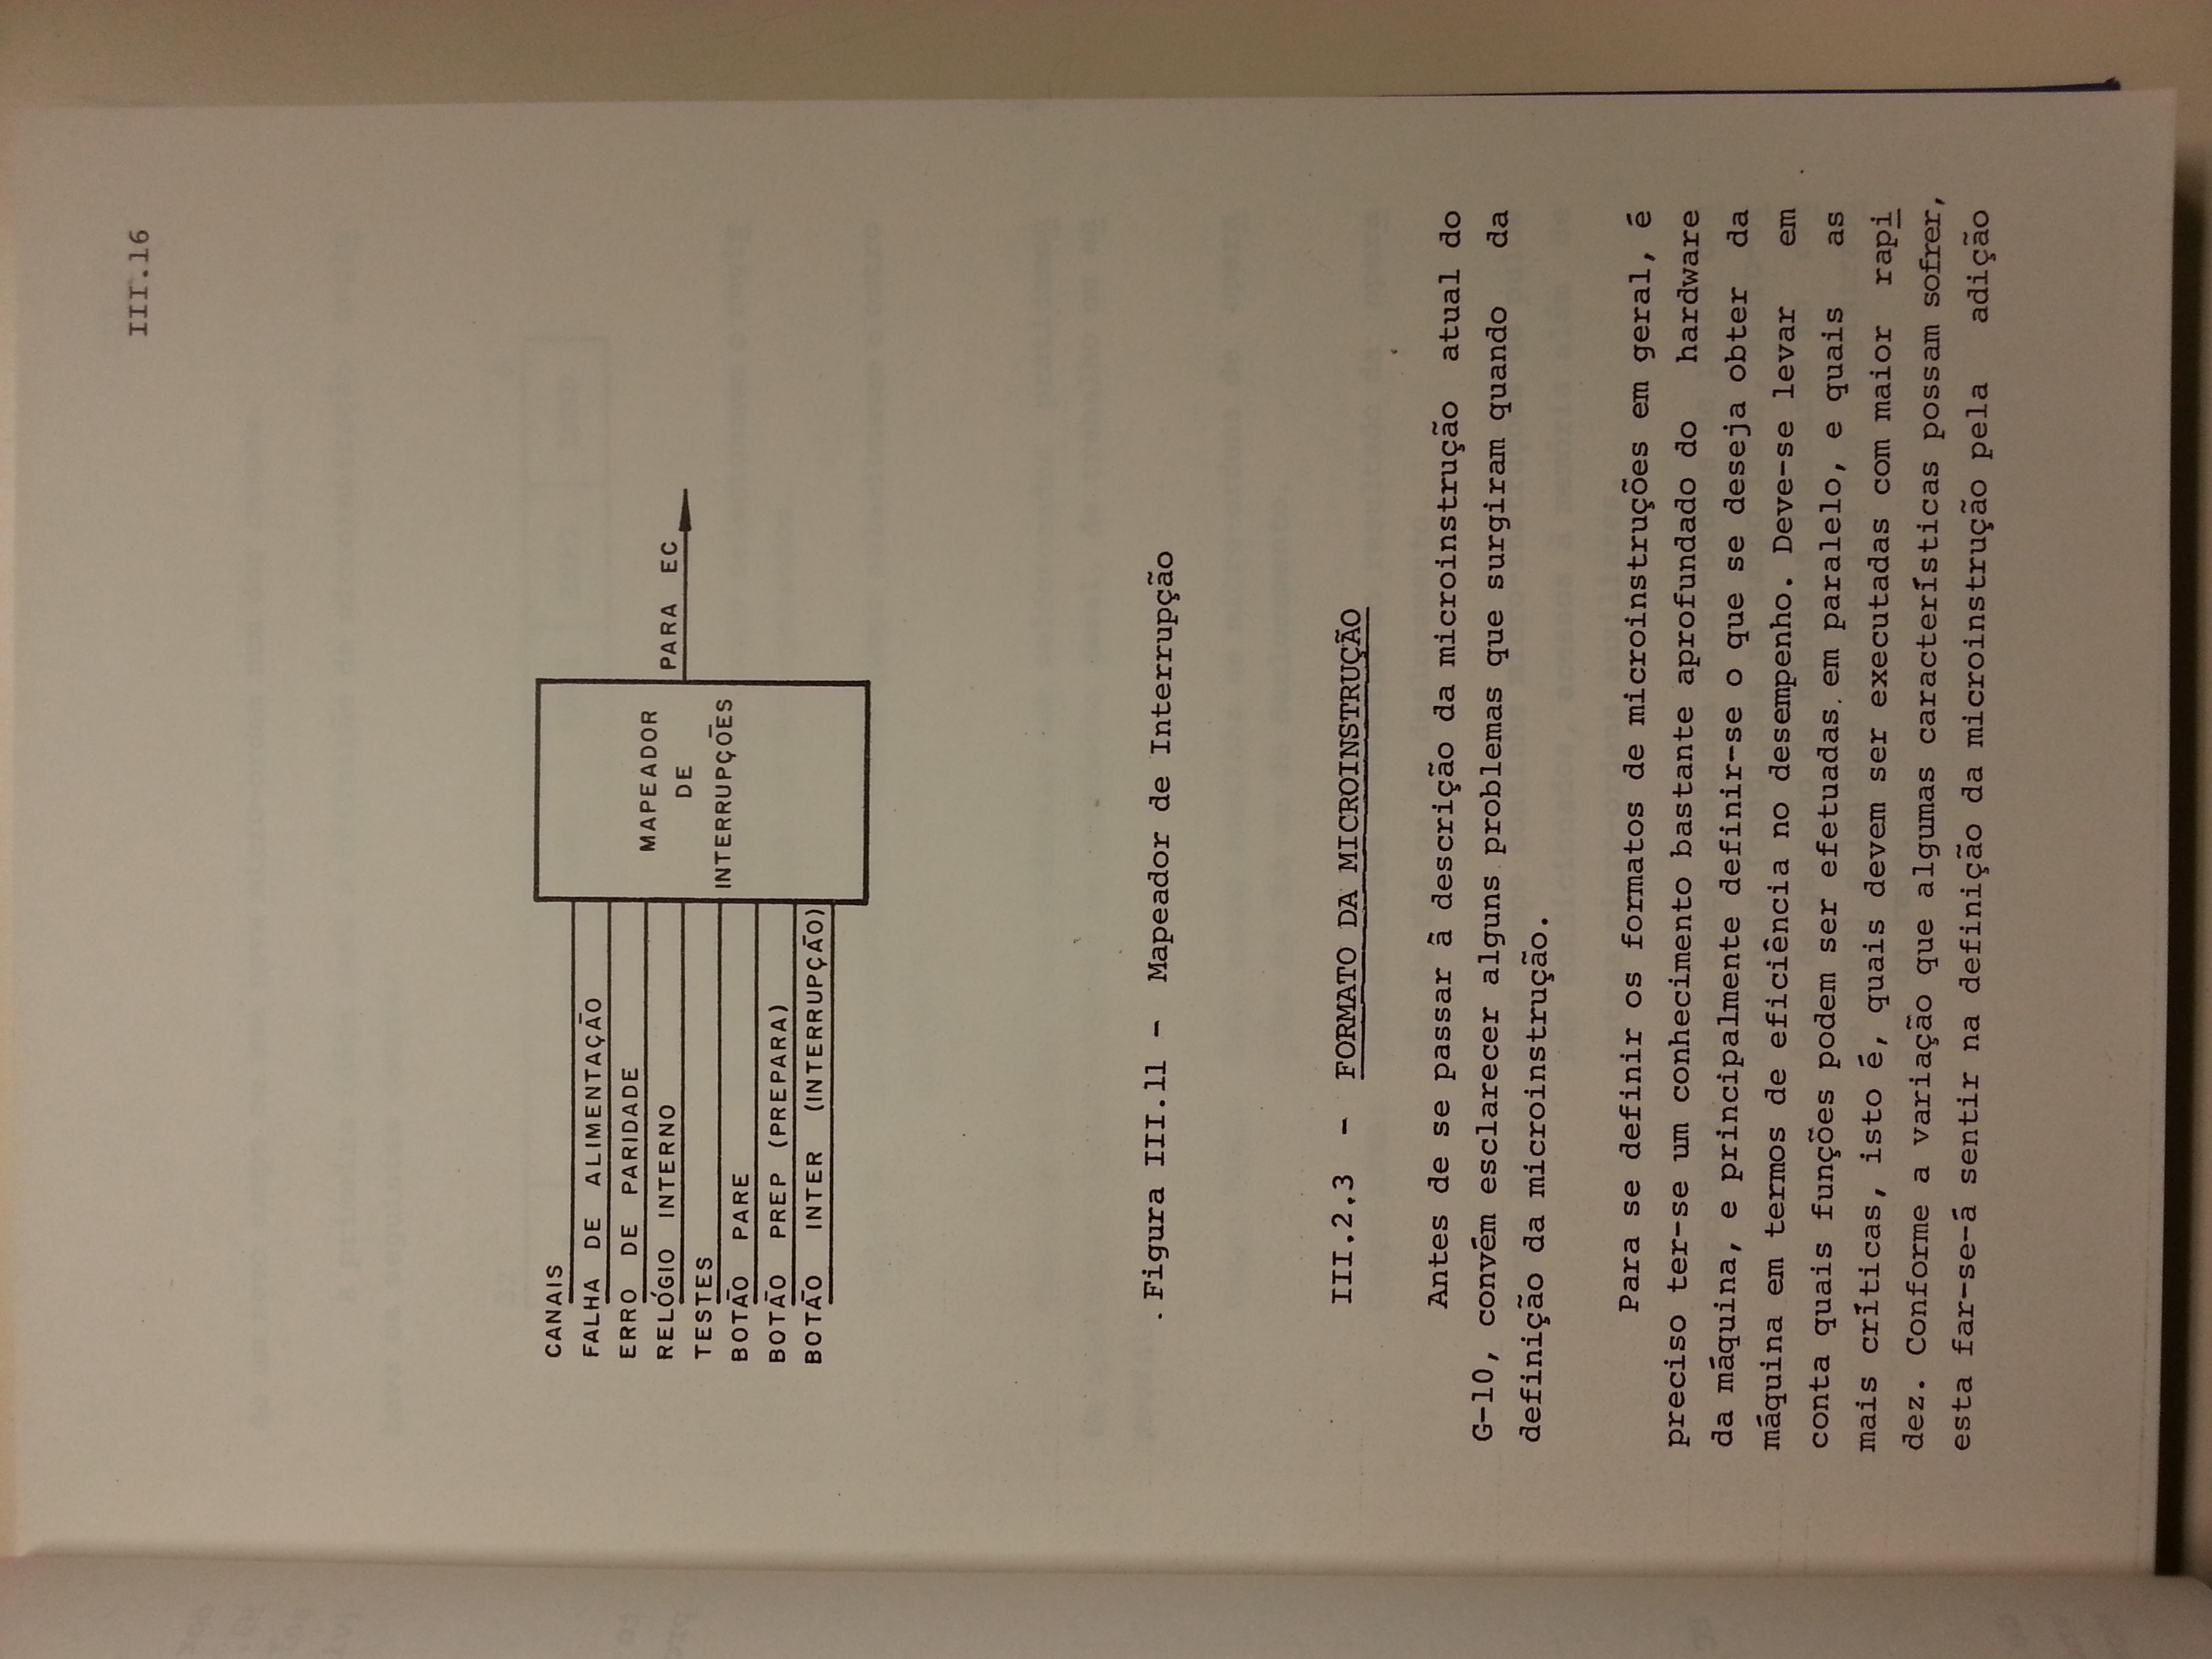 III.16
CANAIS
FALHA DE ALIMENTAÇÃO
ERRO DE PARIDADE
RELÓGIO INTERNO
TESTES
BOTÃO PARE
BOTÃO PREP (PREPARA)
BOTÃO INTER (INTERRUPÇÃO)
MAPEADOR
DE
INTERRUPÇÕES
PARA EC
.Figura III.11 - Mapeador de Interrupção
III.2.3 - FORMATO DA MICROINSTRUÇÃO
Antes de se passar à descrição da microinstrução atual do
G-10, convém esclarecer alguns problemas que surgiram quando da
definição da microinstrução.
Para se definir os formatos de microinstruções em geral, é
preciso ter-se um conhecimento bastante aprofundado do hardware
da máquina, e principalmente definir-se o que se deseja obter da
máquina em termos de eficiência no desempenho. Deve-se levar em
conta quais funções podem ser efetuadas em paralelo, e quais as
mais críticas, isto é, quais devem ser executadas com maior rapi
dez. Conforme a variação que algumas características possam sofrer,
esta far-se-á sentir na definição da microinstrução pela adição